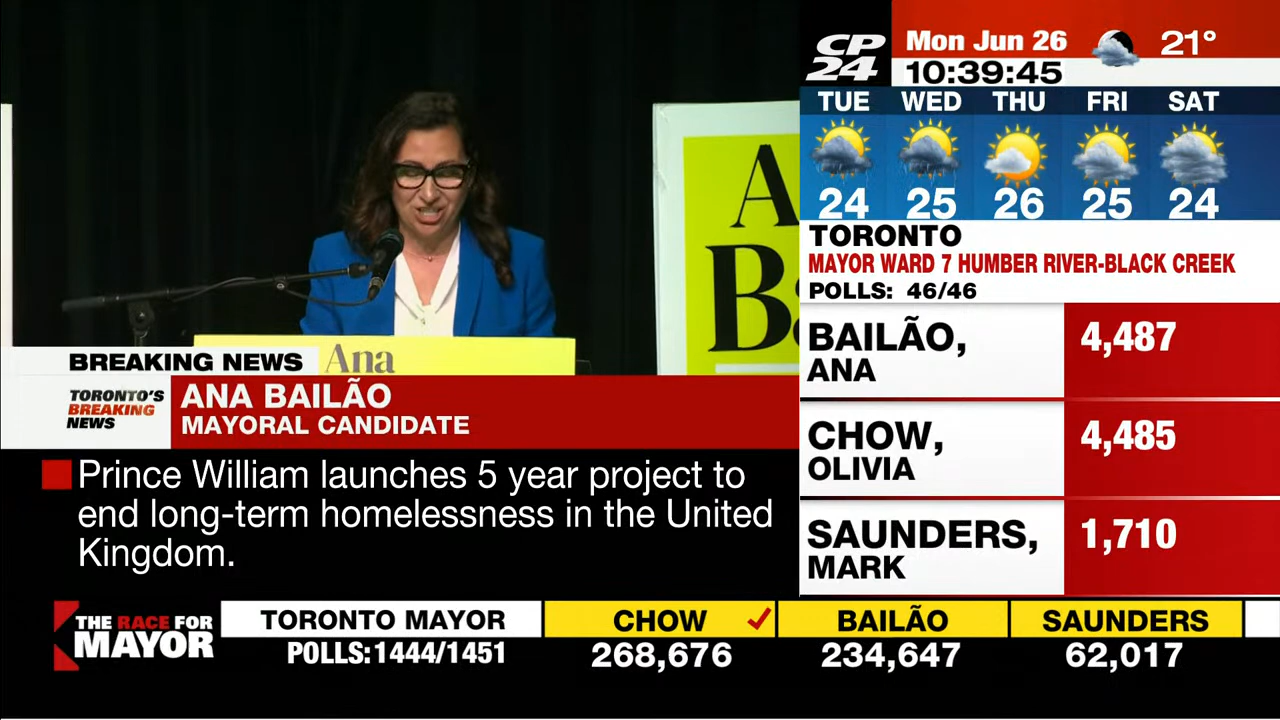 CP
24
Mon Jun 26
21°
10:39:45
TUE WED THU FRI SAT
24 25 26 25 24
TORONTO
MAYOR WARD 7 HUMBER RIVER-BLACK CREEK
POLLS: 46/46
BAILÃO,
ANA
4,487
CHOW,
OLIVIA
4,485
SAUNDERS,
MARK
1,710
A
Ba
Ana
BREAKING NEWS
TORONTO'S
BREAKING
NEWS
ANA BAILÃO
MAYORAL CANDIDATE
Prince William launches 5 year project to
end long-term homelessness in the United
Kingdom.
THE RACE FOR
MAYOR
TORONTO MAYOR
POLLS:1444/1451
CHOW
268,676
BAILÃO
234,647
SAUNDERS
62,017